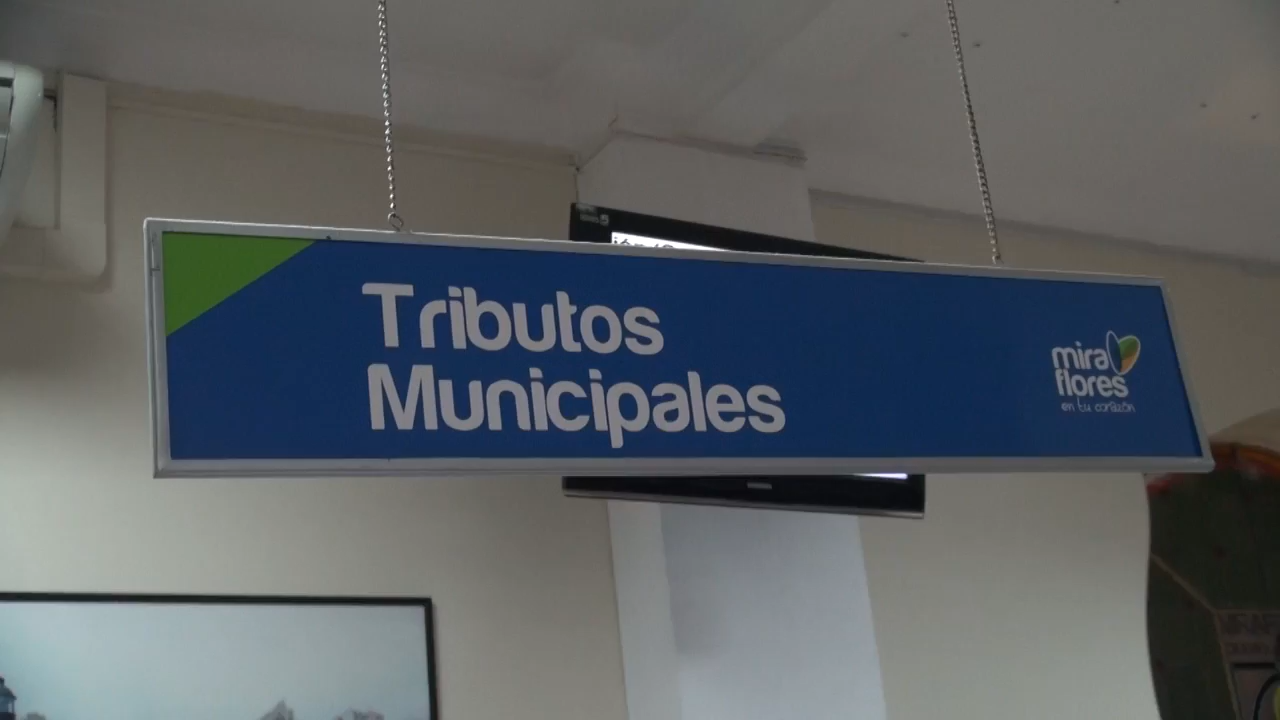 Tributos
Municipales
mira
flores
en tu corazón